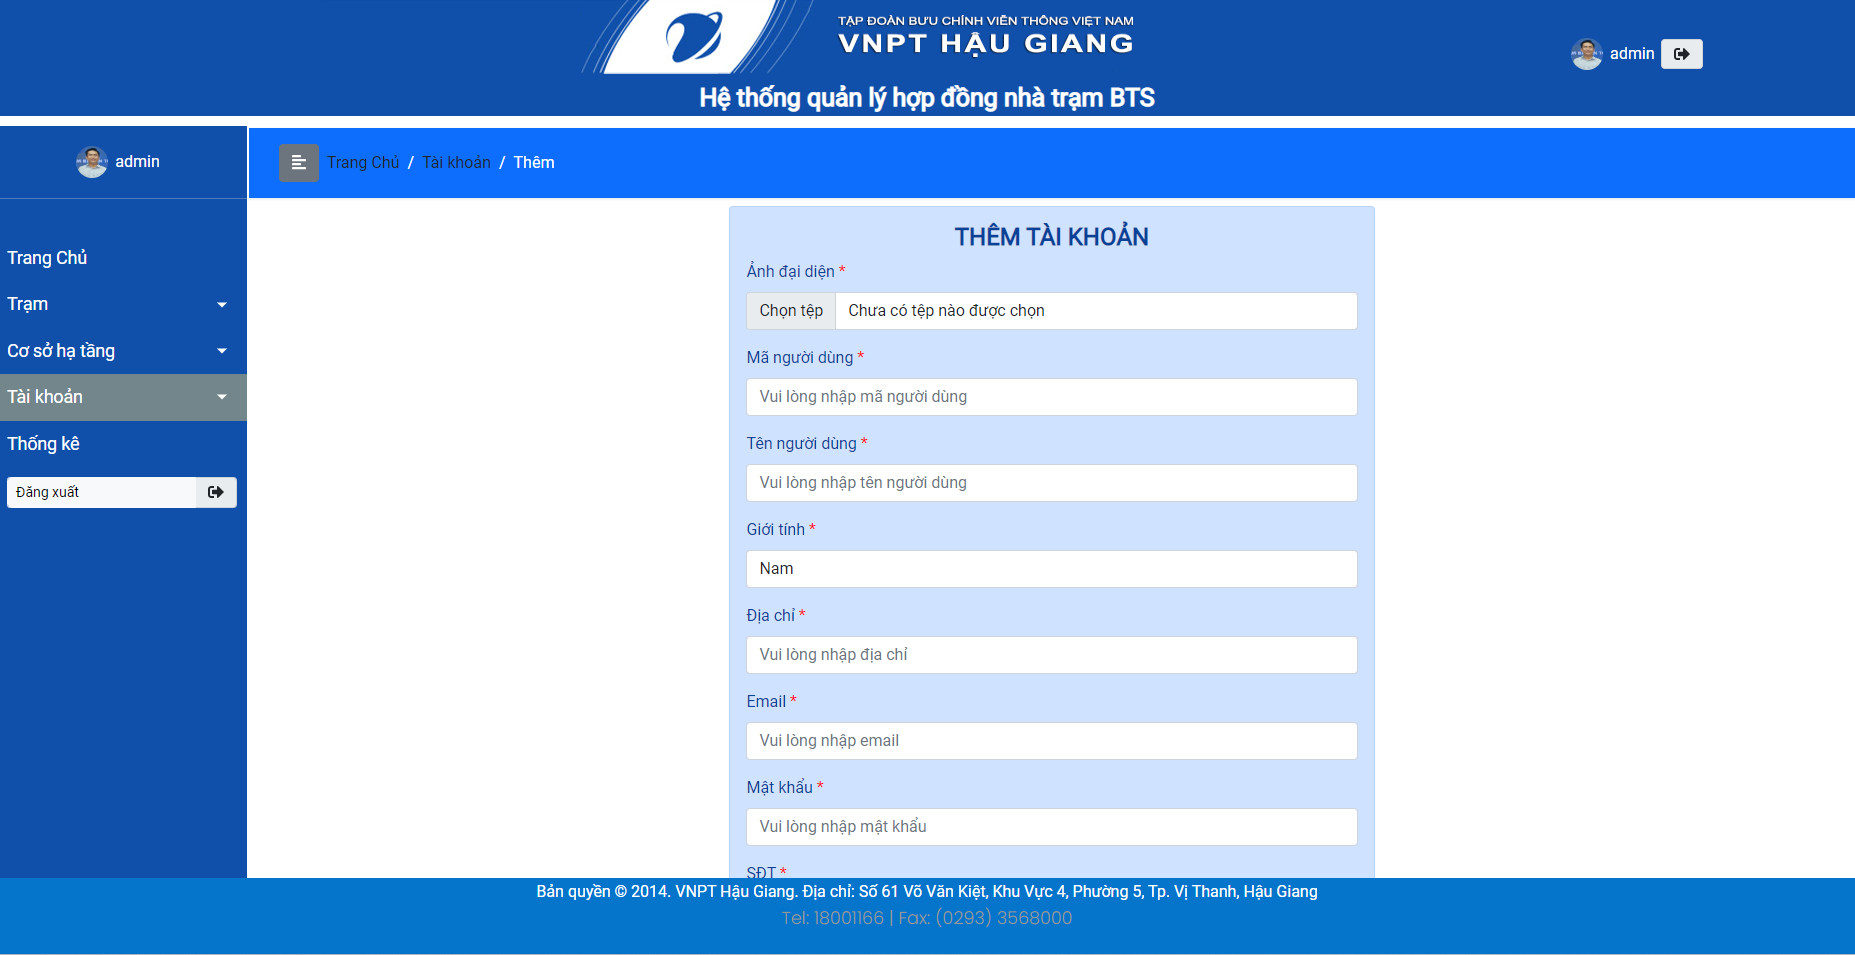 TẬP ĐOÀN BƯU CHÍNH VIỄN THÔNG VIỆT NAM
VNPT HẬU GIANG
admin
Hệ thống quản lý hợp đồng nhà trạm BTS
admin
Trang Chủ / Tài khoản / Thêm
Trang Chủ
Trạm
Cơ sở hạ tầng
Tài khoản
Thống kê
Đăng xuất
THÊM TÀI KHOẢN
Ảnh đại diện *
Chọn tệp Chưa có tệp nào được chọn
Mã người dùng *
Vui lòng nhập mã người dùng
Tên người dùng *
Vui lòng nhập tên người dùng
Giới tính *
Nam
Địa chỉ *
Vui lòng nhập địa chỉ
Email *
Vui lòng nhập email
Mật khẩu *
Vui lòng nhập mật khẩu
SĐT *
Bản quyền © 2014. VNPT Hậu Giang. Địa chỉ: Số 61 Võ Văn Kiệt, Khu Vực 4, Phường 5, Tp. Vị Thanh, Hậu Giang
Tel: 18001166 | Fax: (0293) 3568000